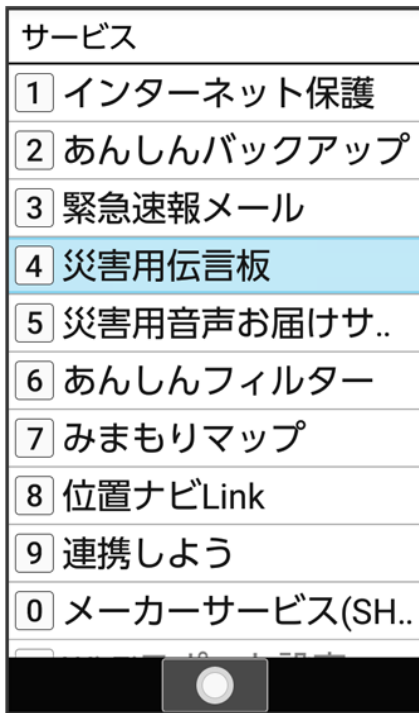 サービス
1 インターネット保護
2 あんしんバックアップ
3 緊急速報メール
4 災害用伝言板
5 災害用音声お届けサ..
6 あんしんフィルター
7 みまもりマップ
8 位置ナビLink
9 連携しよう
0 メーカーサービス(SH..